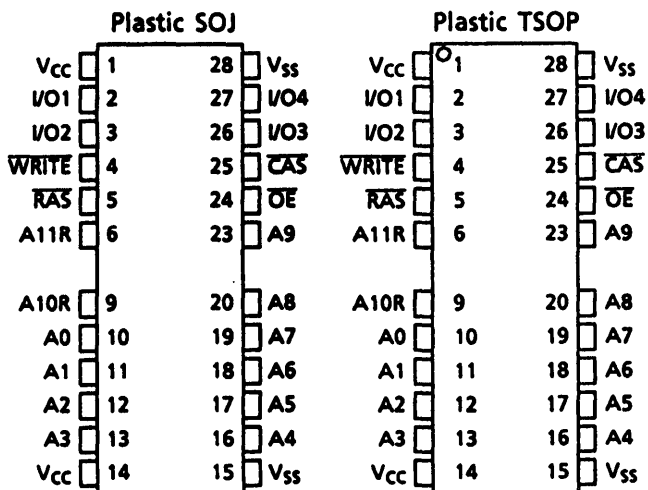 Plastic SOJ Plastic TSOP
VCC 1 28 VSS VCC 1 28 VSS
I/O1 2 27 I/O4 I/O1 2 27 I/O4
I/O2 3 26 I/O3 I/O2 3 26 I/O3
WRITE 4 25 CAS WRITE 4 25 CAS
RAS 5 24 OE RAS 5 24 OE
A11R 6 23 A9 A11R 6 23 A9
A10R 9 20 A8 A10R 9 20 A8
A0 10 19 A7 A0 10 19 A7
A1 11 18 A6 A1 11 18 A6
A2 12 17 A5 A2 12 17 A5
A3 13 16 A4 A3 13 16 A4
VCC 14 15 VSS VCC 14 15 VSS